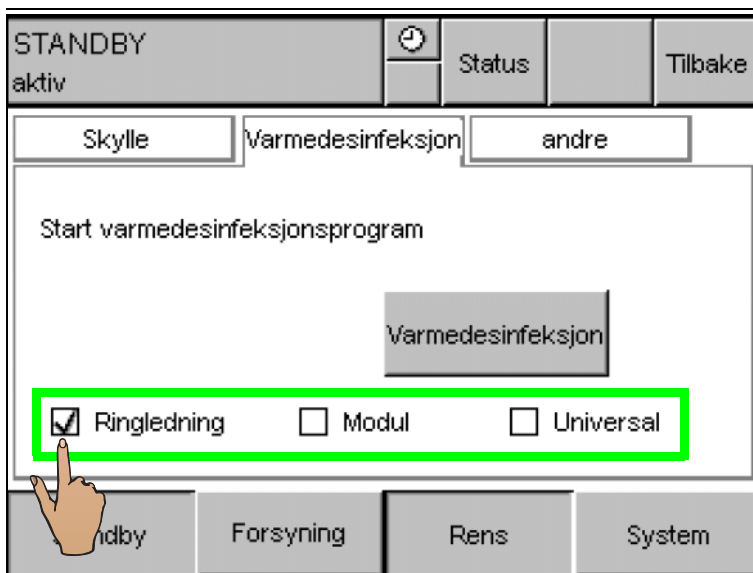 STANDBY
aktiv
Status
Tilbake
Skylle
Varmedesinfeksjon
andre
Start varmedesinfeksjonsprogram
Varmedesinfeksjon
Ringledning
Modul
Universal
Forsyning
Rens
System